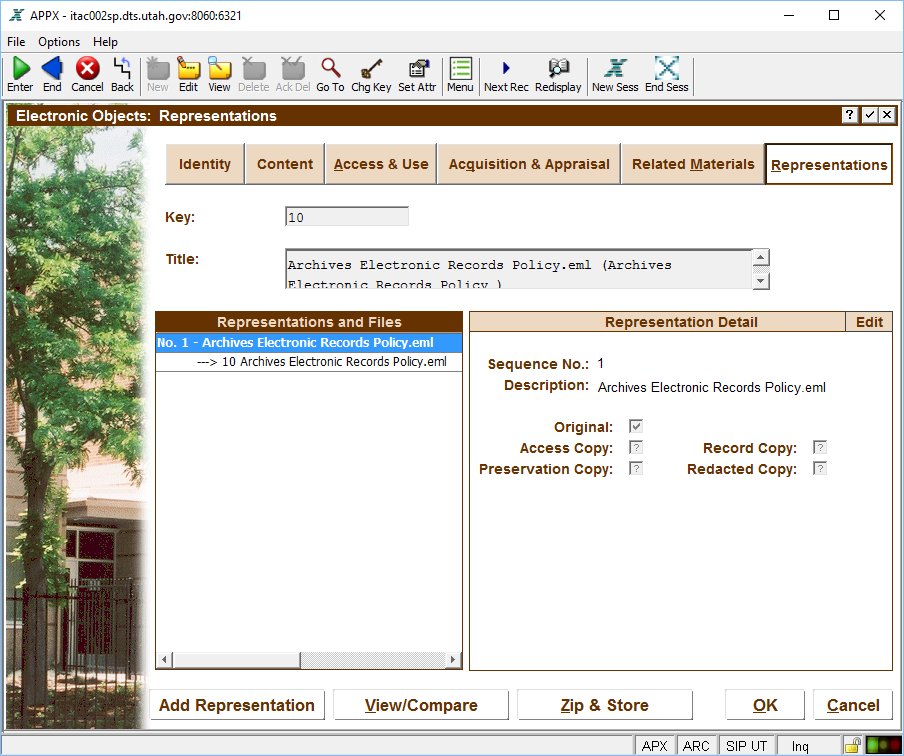 APPX - itac002sp.dts.utah.gov:8060:6321
File Options Help
Enter End Cancel Back New Edit View Delete Ack Del Go To Chg Key Set Attr Menu Next Rec Redisplay New Sess End Sess
Electronic Objects: Representations ?
Identity Content Access & Use Acquisition & Appraisal Related Materials Representations
Key: 10
Title: Archives Electronic Records Policy.eml (Archives
Electronic Records Policy )
Representations and Files
No. 1 - Archives Electronic Records Policy.eml
---> 10 Archives Electronic Records Policy.eml
Representation Detail Edit
Sequence No.: 1
Description: Archives Electronic Records Policy.eml
Original:
Access Copy: ? Record Copy: ?
Preservation Copy: ? Redacted Copy: ?
Add Representation View/Compare Zip & Store OK Cancel
APX ARC SIP UT Inq